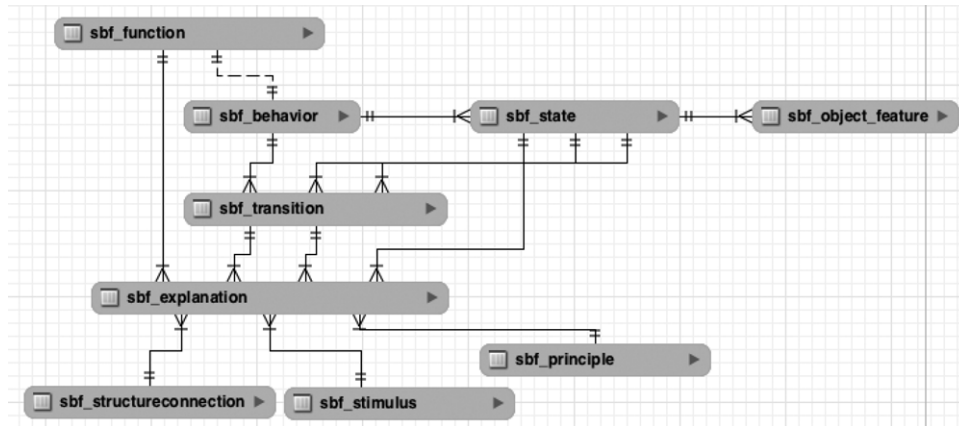 sbf_function
sbf_behavior
sbf_state
sbf_object_feature
sbf_transition
sbf_explanation
sbf_principle
sbf_structureconnection
sbf_stimulus